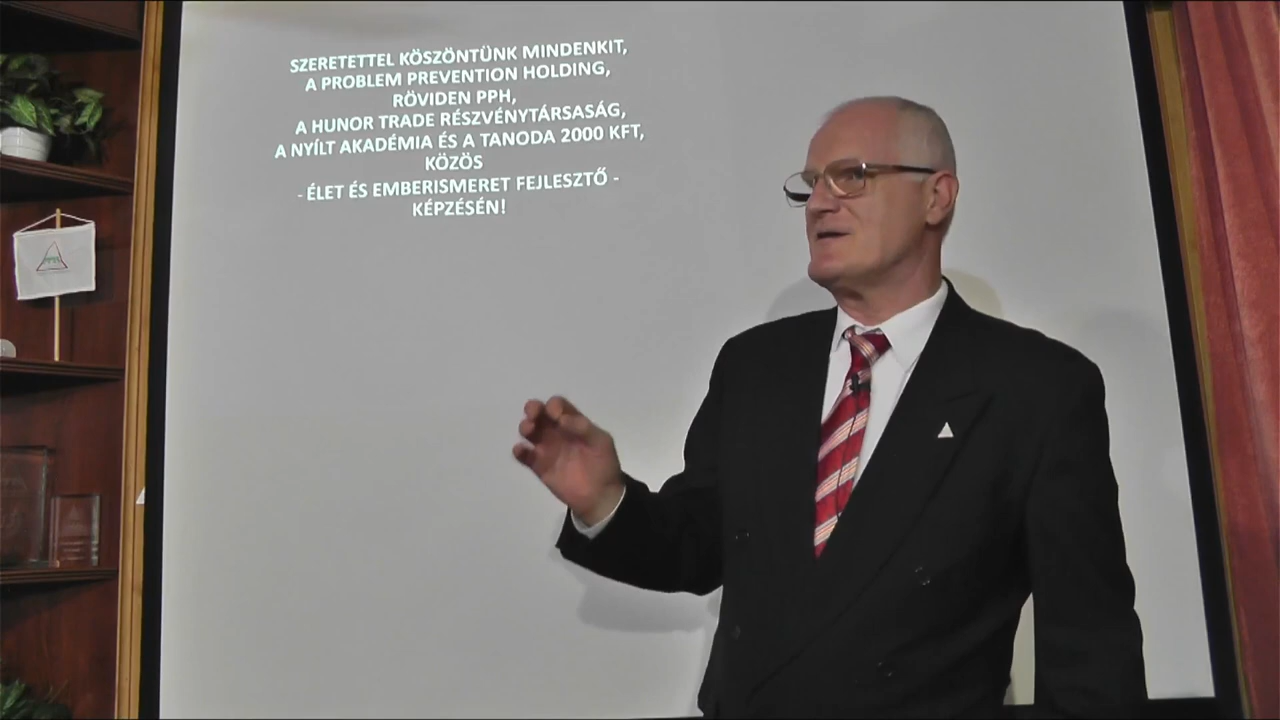 SZERETETTEL KÖSZÖNTÜNK MINDENKIT,
A PROBLEM PREVENTION HOLDING,
RÖVIDEN PPH,
A HUNOR TRADE RÉSZVÉNYTÁRSASÁG,
A NYÍLT AKADÉMIA ÉS A TANODA 2000 KFT,
KÖZÖS
- ÉLET ÉS EMBERISMERET FEJLESZTŐ -
KÉPZÉSÉN!